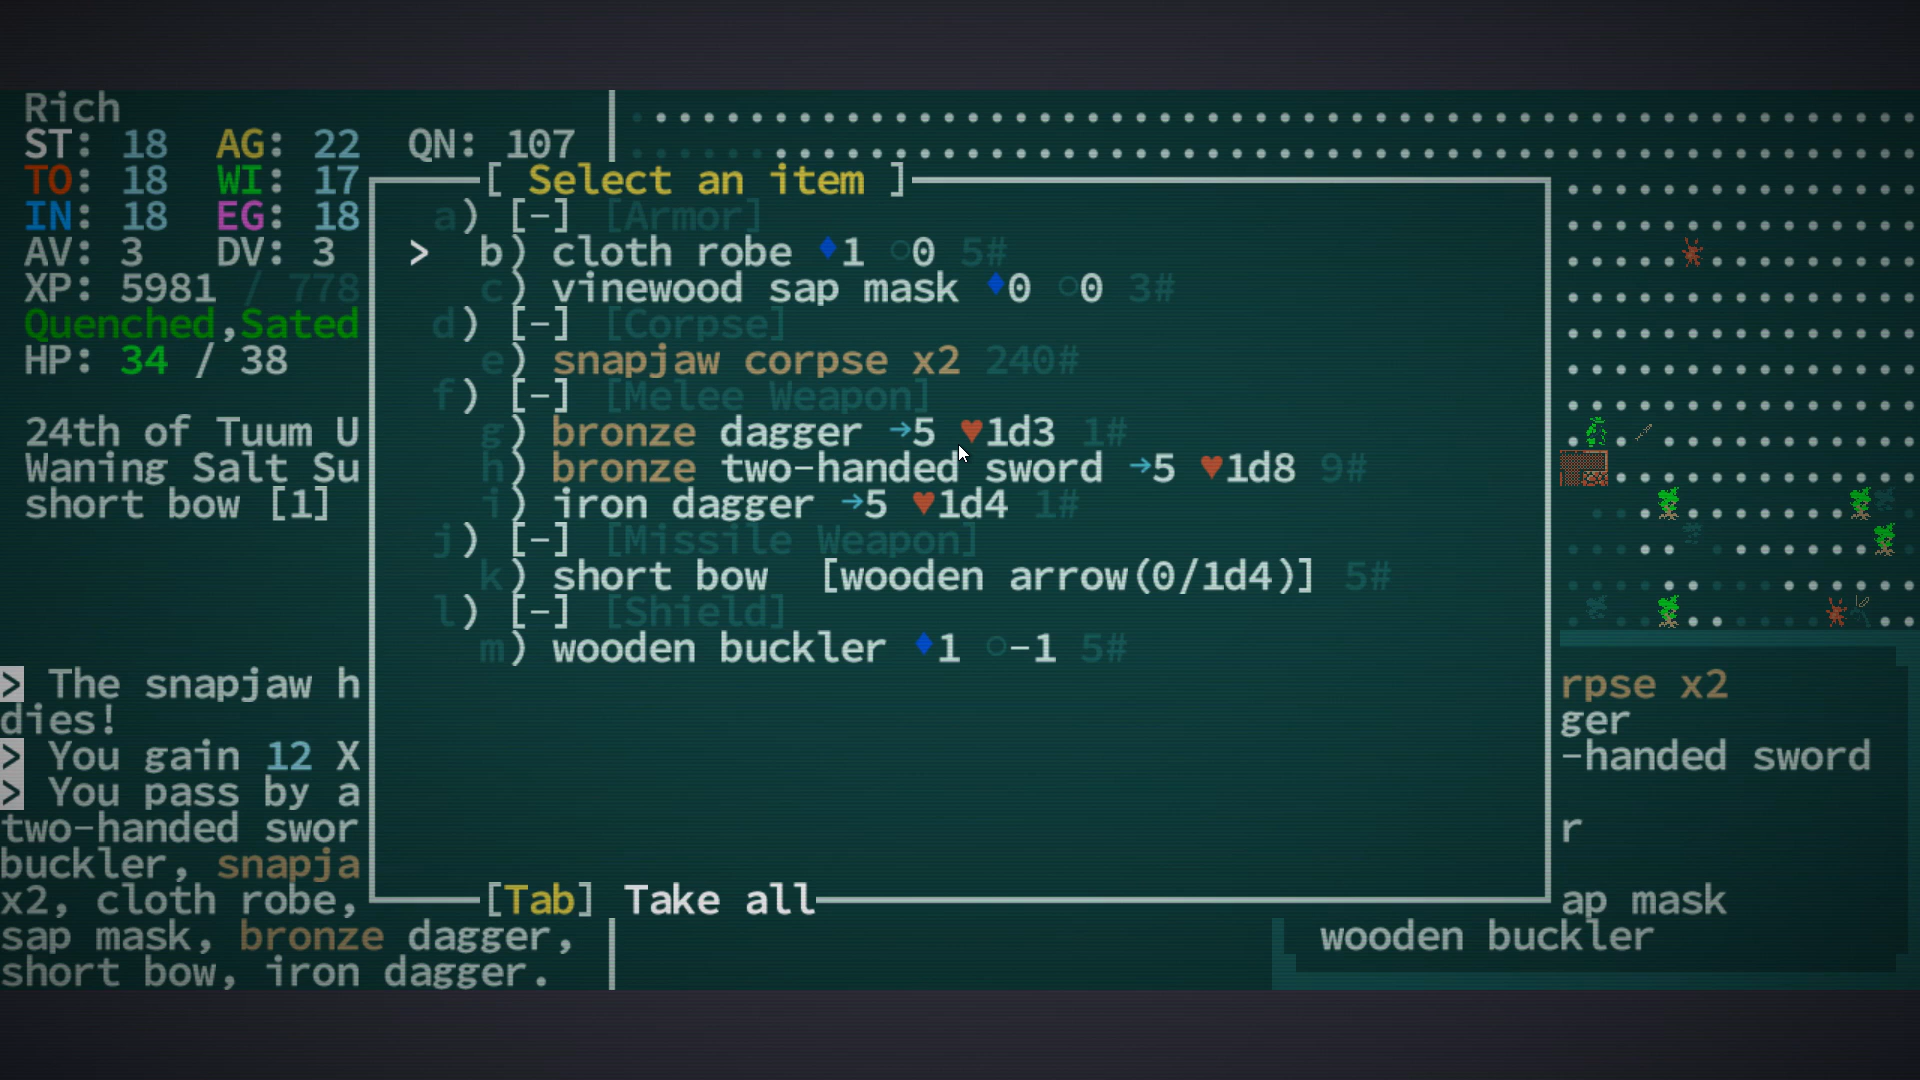 Rich
ST: 18 AG: 22 QN: 107
TO: 18 WI: 17
IN: 18 EG: 18
AV: 3 DV: 3
XP: 5981 / 778
Quenched,Sated
HP: 34 / 38
24th of Tuum U
Waning Salt Su
short bow [1]
> The snapjaw h
dies!
> You gain 12 X
> You pass by a
two-handed swor
buckler, snapja
x2, cloth robe,
sap mask, bronze dagger,
short bow, iron dagger.
[ Select an item ]
a) [-] [Armor]
> b) cloth robe ♦1 ○0 5#
c) vinewood sap mask ♦0 ○0 3#
d) [-] [Corpse]
e) snapjaw corpse x2 240#
f) [-] [Melee Weapon]
g) bronze dagger →5 ♥1d3 1#
h) bronze two-handed sword →5 ♥1d8 9#
i) iron dagger →5 ♥1d4 1#
j) [-] [Missile Weapon]
k) short bow [wooden arrow(0/1d4)] 5#
l) [-] [Shield]
m) wooden buckler ♦1 ○-1 5#
[Tab] Take all
rpse x2
ger
-handed sword
r
ap mask
wooden buckler